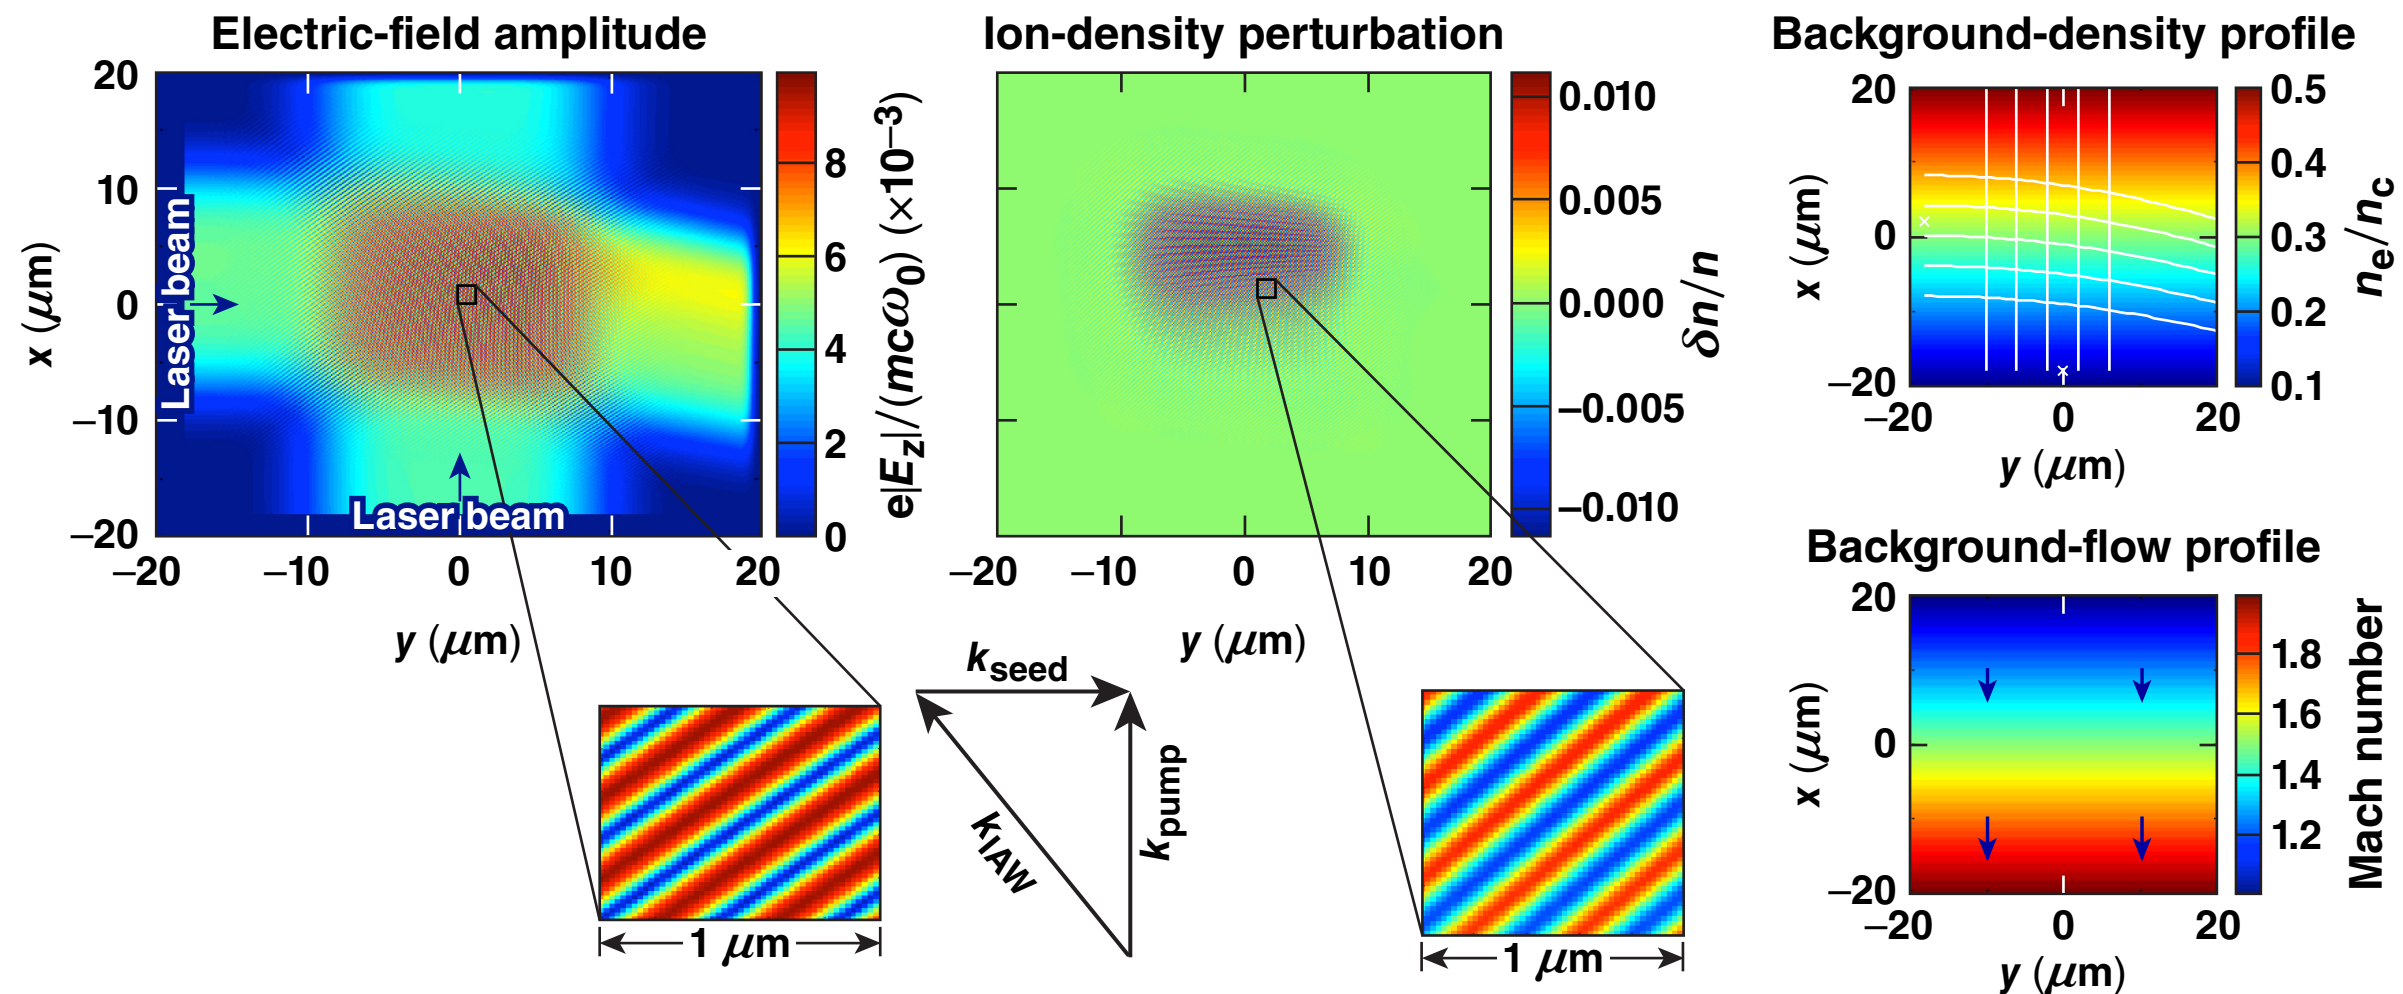 Electric-field amplitude
20
10
0
−10
−20
−20
−10
0
10
20
x (μm)
y (μm)
Laser beam
Laser beam
8
6
4
2
0
e|Ez|/(mcω0) (×10−3)
1 μm
Ion-density perturbation
−20
−10
0
10
20
y (μm)
0.010
0.005
0.000
−0.005
−0.010
δn/n
kseed
kpump
kIAW
1 μm
Background-density profile
20
0
−20
−20
0
20
x (μm)
y (μm)
0.5
0.4
0.3
0.2
0.1
ne/nc
Background-flow profile
20
0
−20
−20
0
20
x (μm)
y (μm)
1.8
1.6
1.4
1.2
Mach number